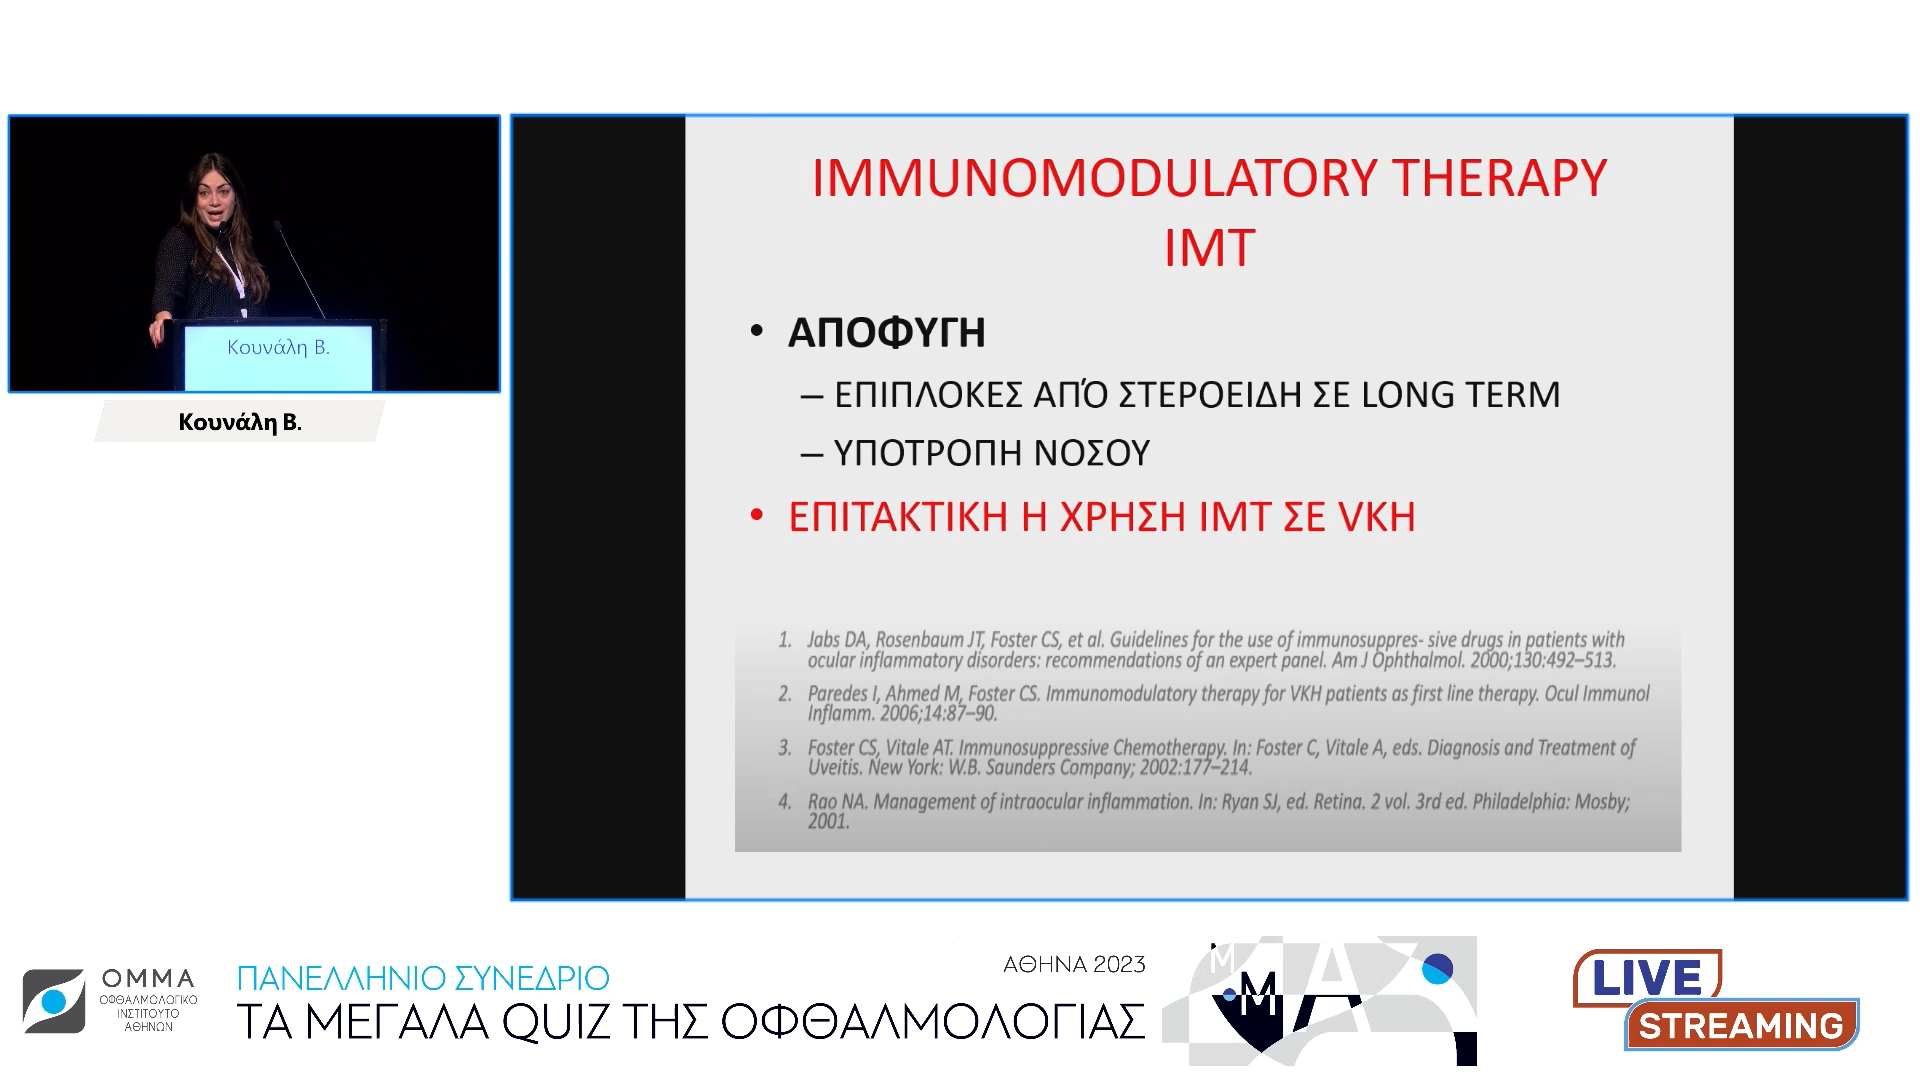 Κουνάλη Β.
Κουνάλη Β.
IMMUNOMODULATORY THERAPY
IMT
• ΑΠΟΦΥΓΗ
– ΕΠΙΠΛΟΚΕΣ ΑΠΌ ΣΤΕΡΟΕΙΔΗ ΣΕ LONG TERM
– ΥΠΟΤΡΟΠΗ ΝΟΣΟΥ
• ΕΠΙΤΑΚΤΙΚΗ Η ΧΡΗΣΗ IMT ΣΕ VKH
1. Jabs DA, Rosenbaum JT, Foster CS, et al. Guidelines for the use of immunosuppres- sive drugs in patients with
ocular inflammatory disorders: recommendations of an expert panel. Am J Ophthalmol. 2000;130:492–513.
2. Paredes I, Ahmed M, Foster CS. Immunomodulatory therapy for VKH patients as first line therapy. Ocul Immunol
Inflamm. 2006;14:87–90.
3. Foster CS, Vitale AT. Immunosuppressive Chemotherapy. In: Foster C, Vitale A, eds. Diagnosis and Treatment of
Uveitis. New York: W.B. Saunders Company; 2002:177–214.
4. Rao NA. Management of intraocular inflammation. In: Ryan SJ, ed. Retina. 2 vol. 3rd ed. Philadelphia: Mosby;
2001.
ΟΜΜΑ
ΟΦΘΑΛΜΟΛΟΓΙΚΟ
ΙΝΣΤΙΤΟΥΤΟ
ΑΘΗΝΩΝ
ΠΑΝΕΛΛΗΝΙΟ ΣΥΝΕΔΡΙΟ
ΑΘΗΝΑ 2023
ΤΑ ΜΕΓΑΛΑ QUIZ ΤΗΣ ΟΦΘΑΛΜΟΛΟΓΙΑΣ
M
M A
LIVE
STREAMING